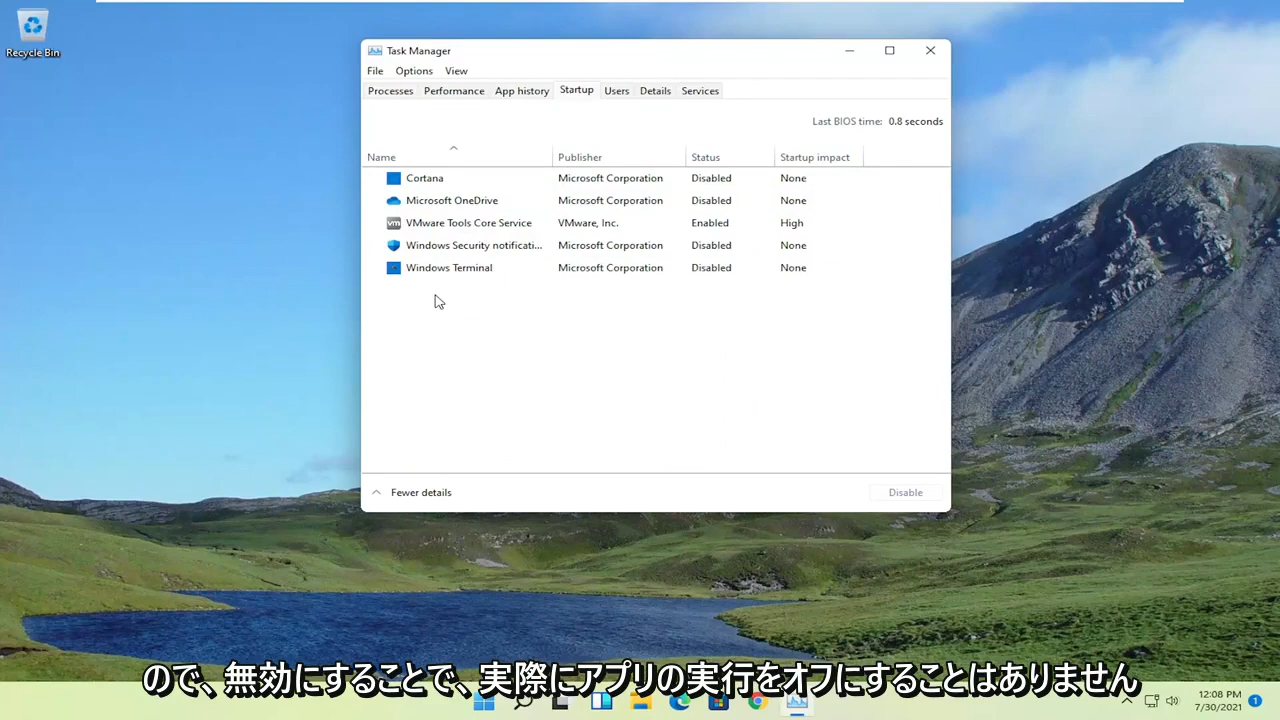 Recycle Bin
Task Manager
File Options View
Processes Performance App history Startup Users Details Services
Last BIOS time: 0.8 seconds
Name Publisher Status Startup impact
Cortana Microsoft Corporation Disabled None
Microsoft OneDrive Microsoft Corporation Disabled None
vm VMware Tools Core Service VMware, Inc. Enabled High
Windows Security notificati... Microsoft Corporation Disabled None
Windows Terminal Microsoft Corporation Disabled None
Fewer details Disable
ので、無効にすることで、実際にアプリの実行をオフにすることはありません
12:08 PM
7/30/2021 1